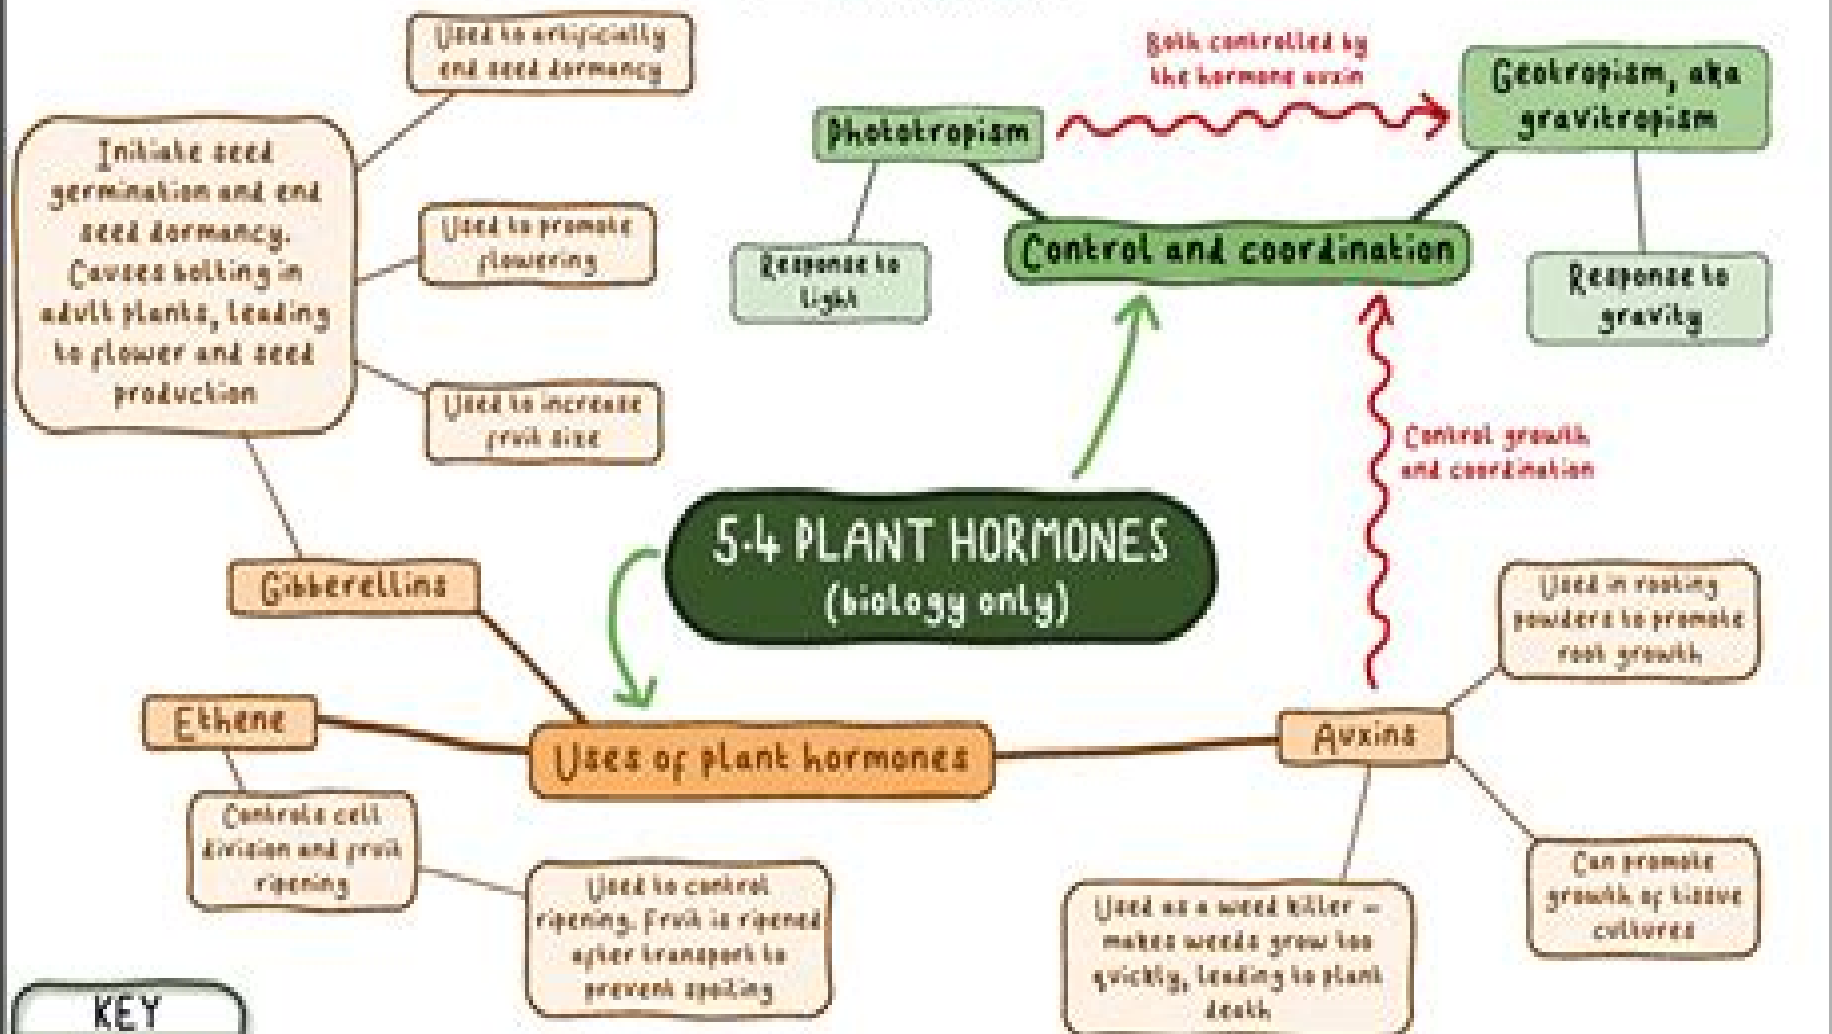 Used to artificially
end seed dormancy
Initiate seed
germination and end
seed dormancy.
Causes bolting in
adult plants, leading
to flower and seed
production
Used to promote
flowering
Used to increase
fruit size
Gibberellins
Both controlled by
the hormone auxin
Phototropism
Geotropism, aka
gravitropism
Control and coordination
Response to
light
Response to
gravity
Control growth
and coordination
5.4 PLANT HORMONES
(biology only)
Ethene
Uses of plant hormones
Auxins
Used in rooting
powders to promote
root growth
Controls cell
division and fruit
ripening
Used to control
ripening. Fruit is ripened
after transport to
prevent spoiling
Used as a weed killer –
makes weeds grow too
quickly, leading to plant
death
Can promote
growth of tissue
cultures
KEY